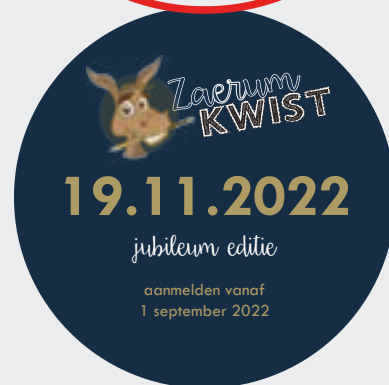 Zaerum
KWIST
19.11.2022
jubileum editie
aanmelden vanaf
1 september 2022